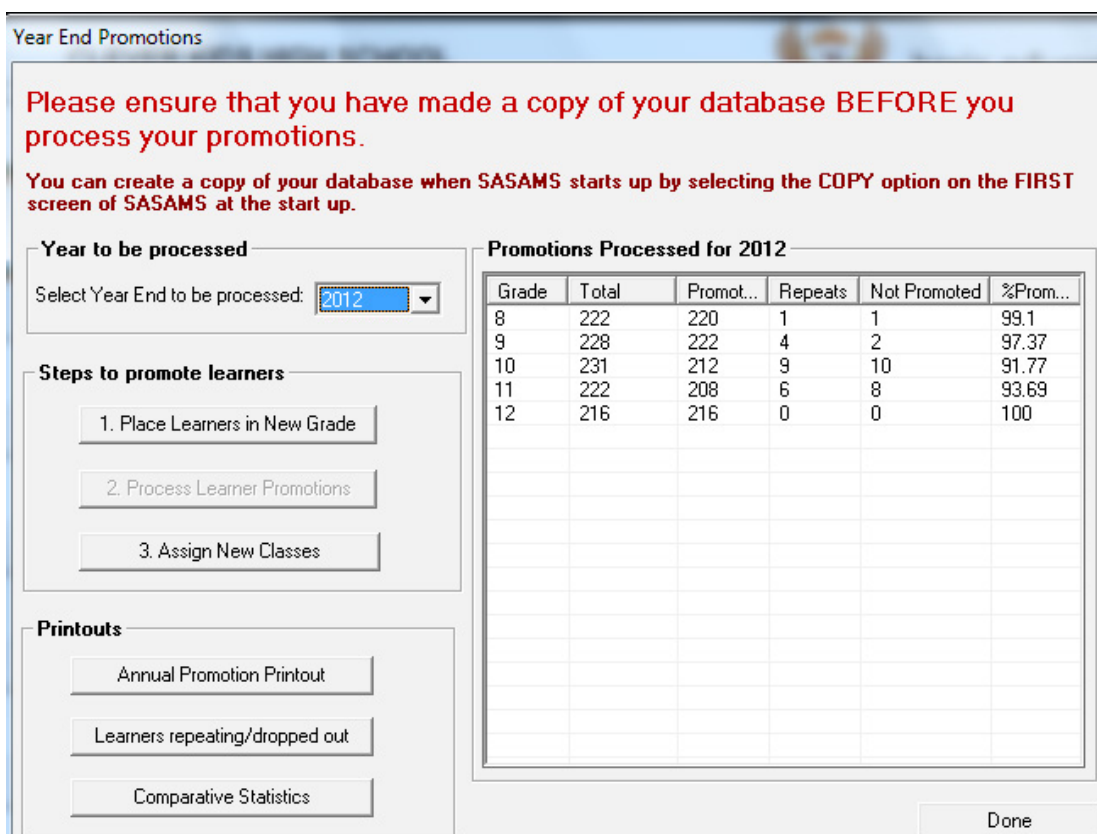 Year End Promotions
Please ensure that you have made a copy of your database BEFORE you
process your promotions.
You can create a copy of your database when SASAMS starts up by selecting the COPY option on the FIRST
screen of SASAMS at the start up.
Year to be processed
Select Year End to be processed: 2012
Steps to promote learners
1. Place Learners in New Grade
2. Process Learner Promotions
3. Assign New Classes
Printouts
Annual Promotion Printout
Learners repeating/dropped out
Comparative Statistics
Promotions Processed for 2012
Grade Total Promot... Repeats Not Promoted %Prom...
8 222 220 1 1 99.1
9 228 222 4 2 97.37
10 231 212 9 10 91.77
11 222 208 6 8 93.69
12 216 216 0 0 100
Done